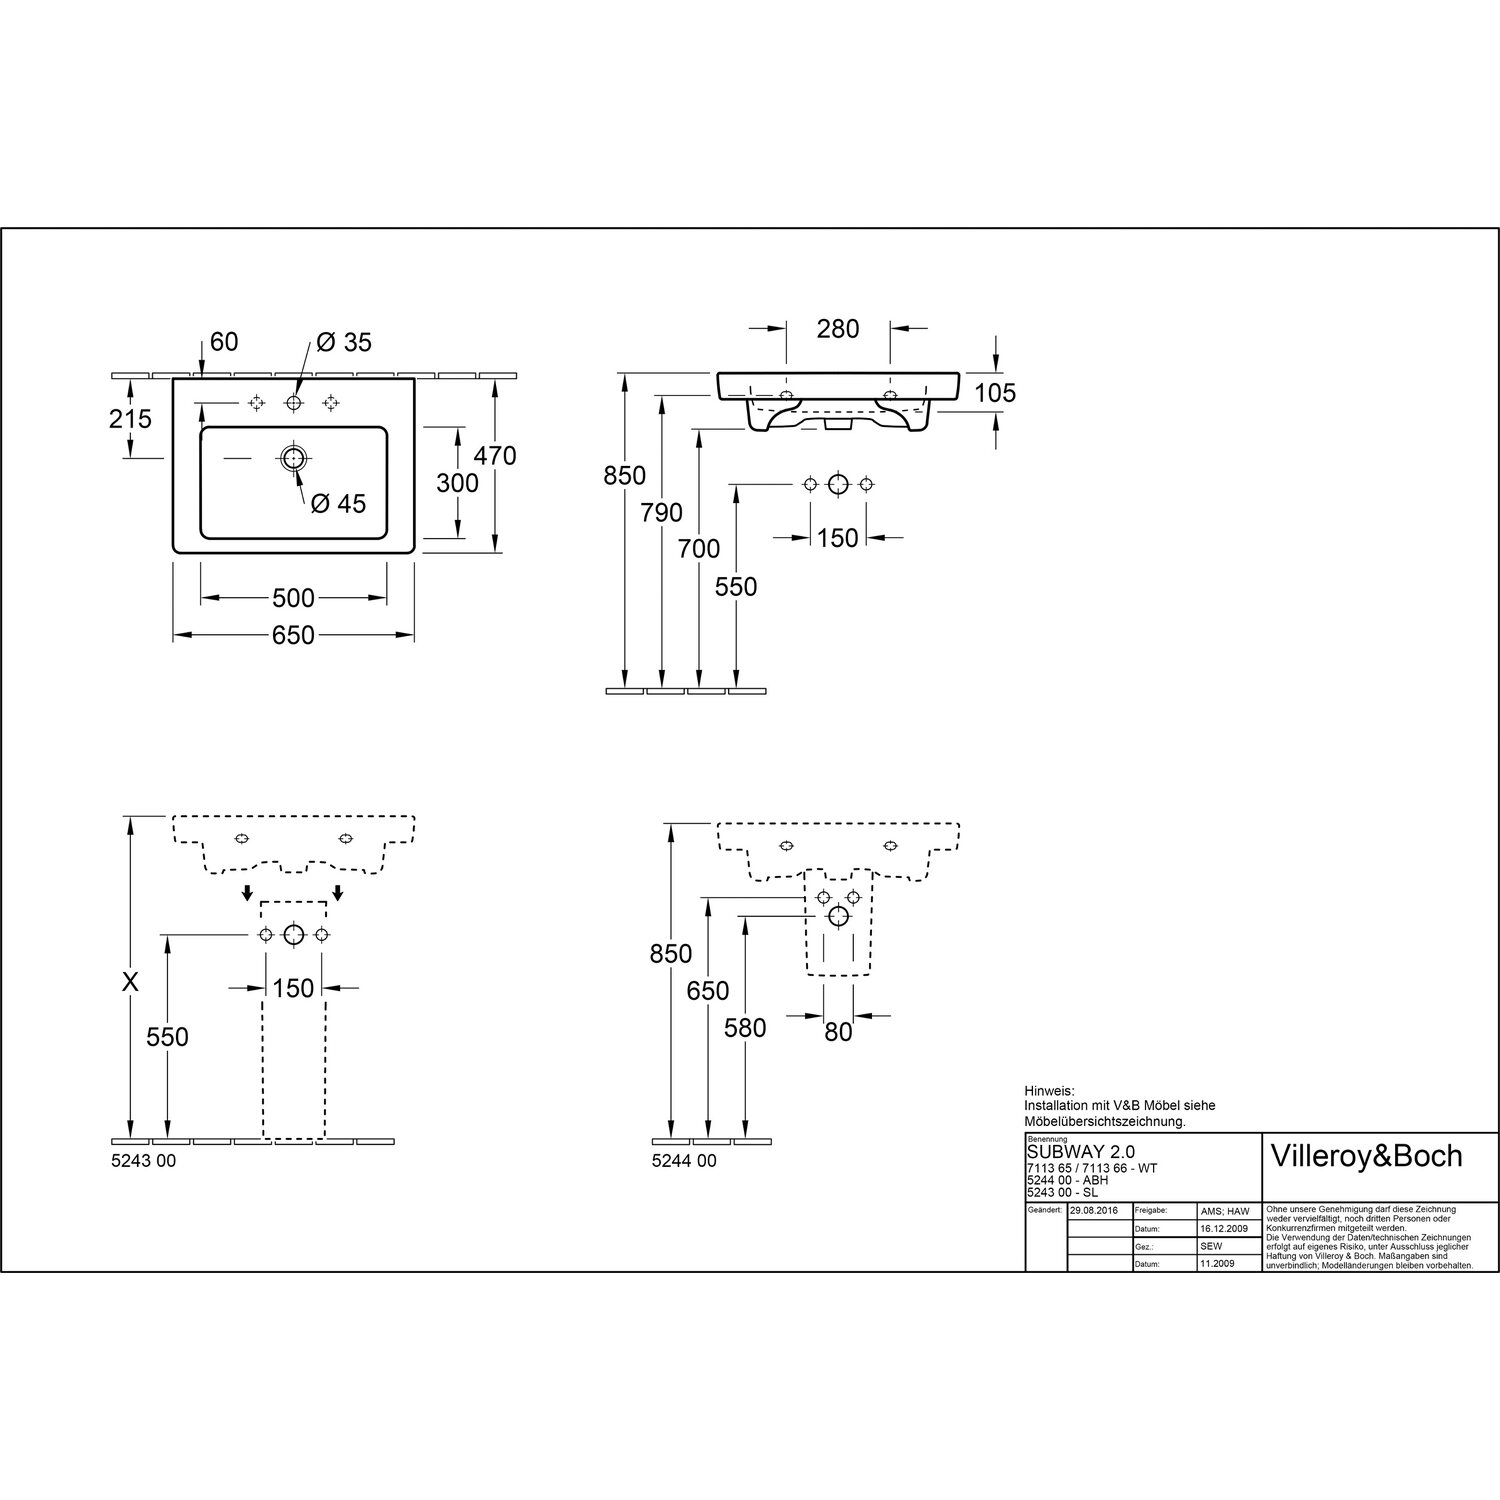 60
Ø 35
215
470
300
Ø 45
500
650
280
105
850
790
700
550
150
X
550
150
5243 00
850
650
580
80
5244 00
Hinweis:
Installation mit V&B Möbel siehe
Möbelübersichtszeichnung.
Benennung
SUBWAY 2.0
7113 65 / 7113 66 - WT
5244 00 - ABH
5243 00 - SL
Villeroy&Boch
Geändert: 29.08.2016 Freigabe: AMS; HAW
Datum: 16.12.2009
Gez.: SEW
Datum: 11.2009
Ohne unsere Genehmigung darf diese Zeichnung
weder vervielfältigt, noch dritten Personen oder
Konkurrenzfirmen mitgeteilt werden.
Die Verwendung der Daten/technischen Zeichnungen
erfolgt auf eigenes Risiko, unter Ausschluss jeglicher
Haftung von Villeroy & Boch. Maßangaben sind
unverbindlich; Modelländerungen bleiben vorbehalten.